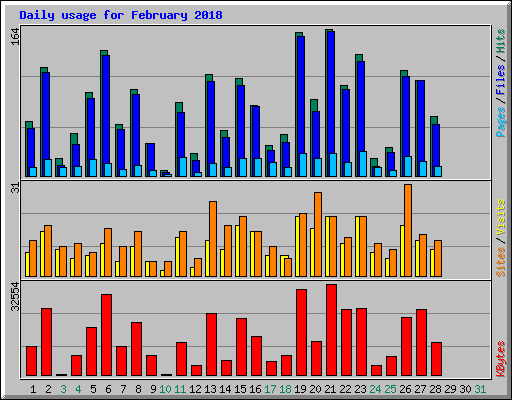 Daily usage for February 2018
164
Pages / Files / Hits
31
Sites / Visits
32554
KBytes
1 2 3 4 5 6 7 8 9 10 11 12 13 14 15 16 17 18 19 20 21 22 23 24 25 26 27 28 29 30 31